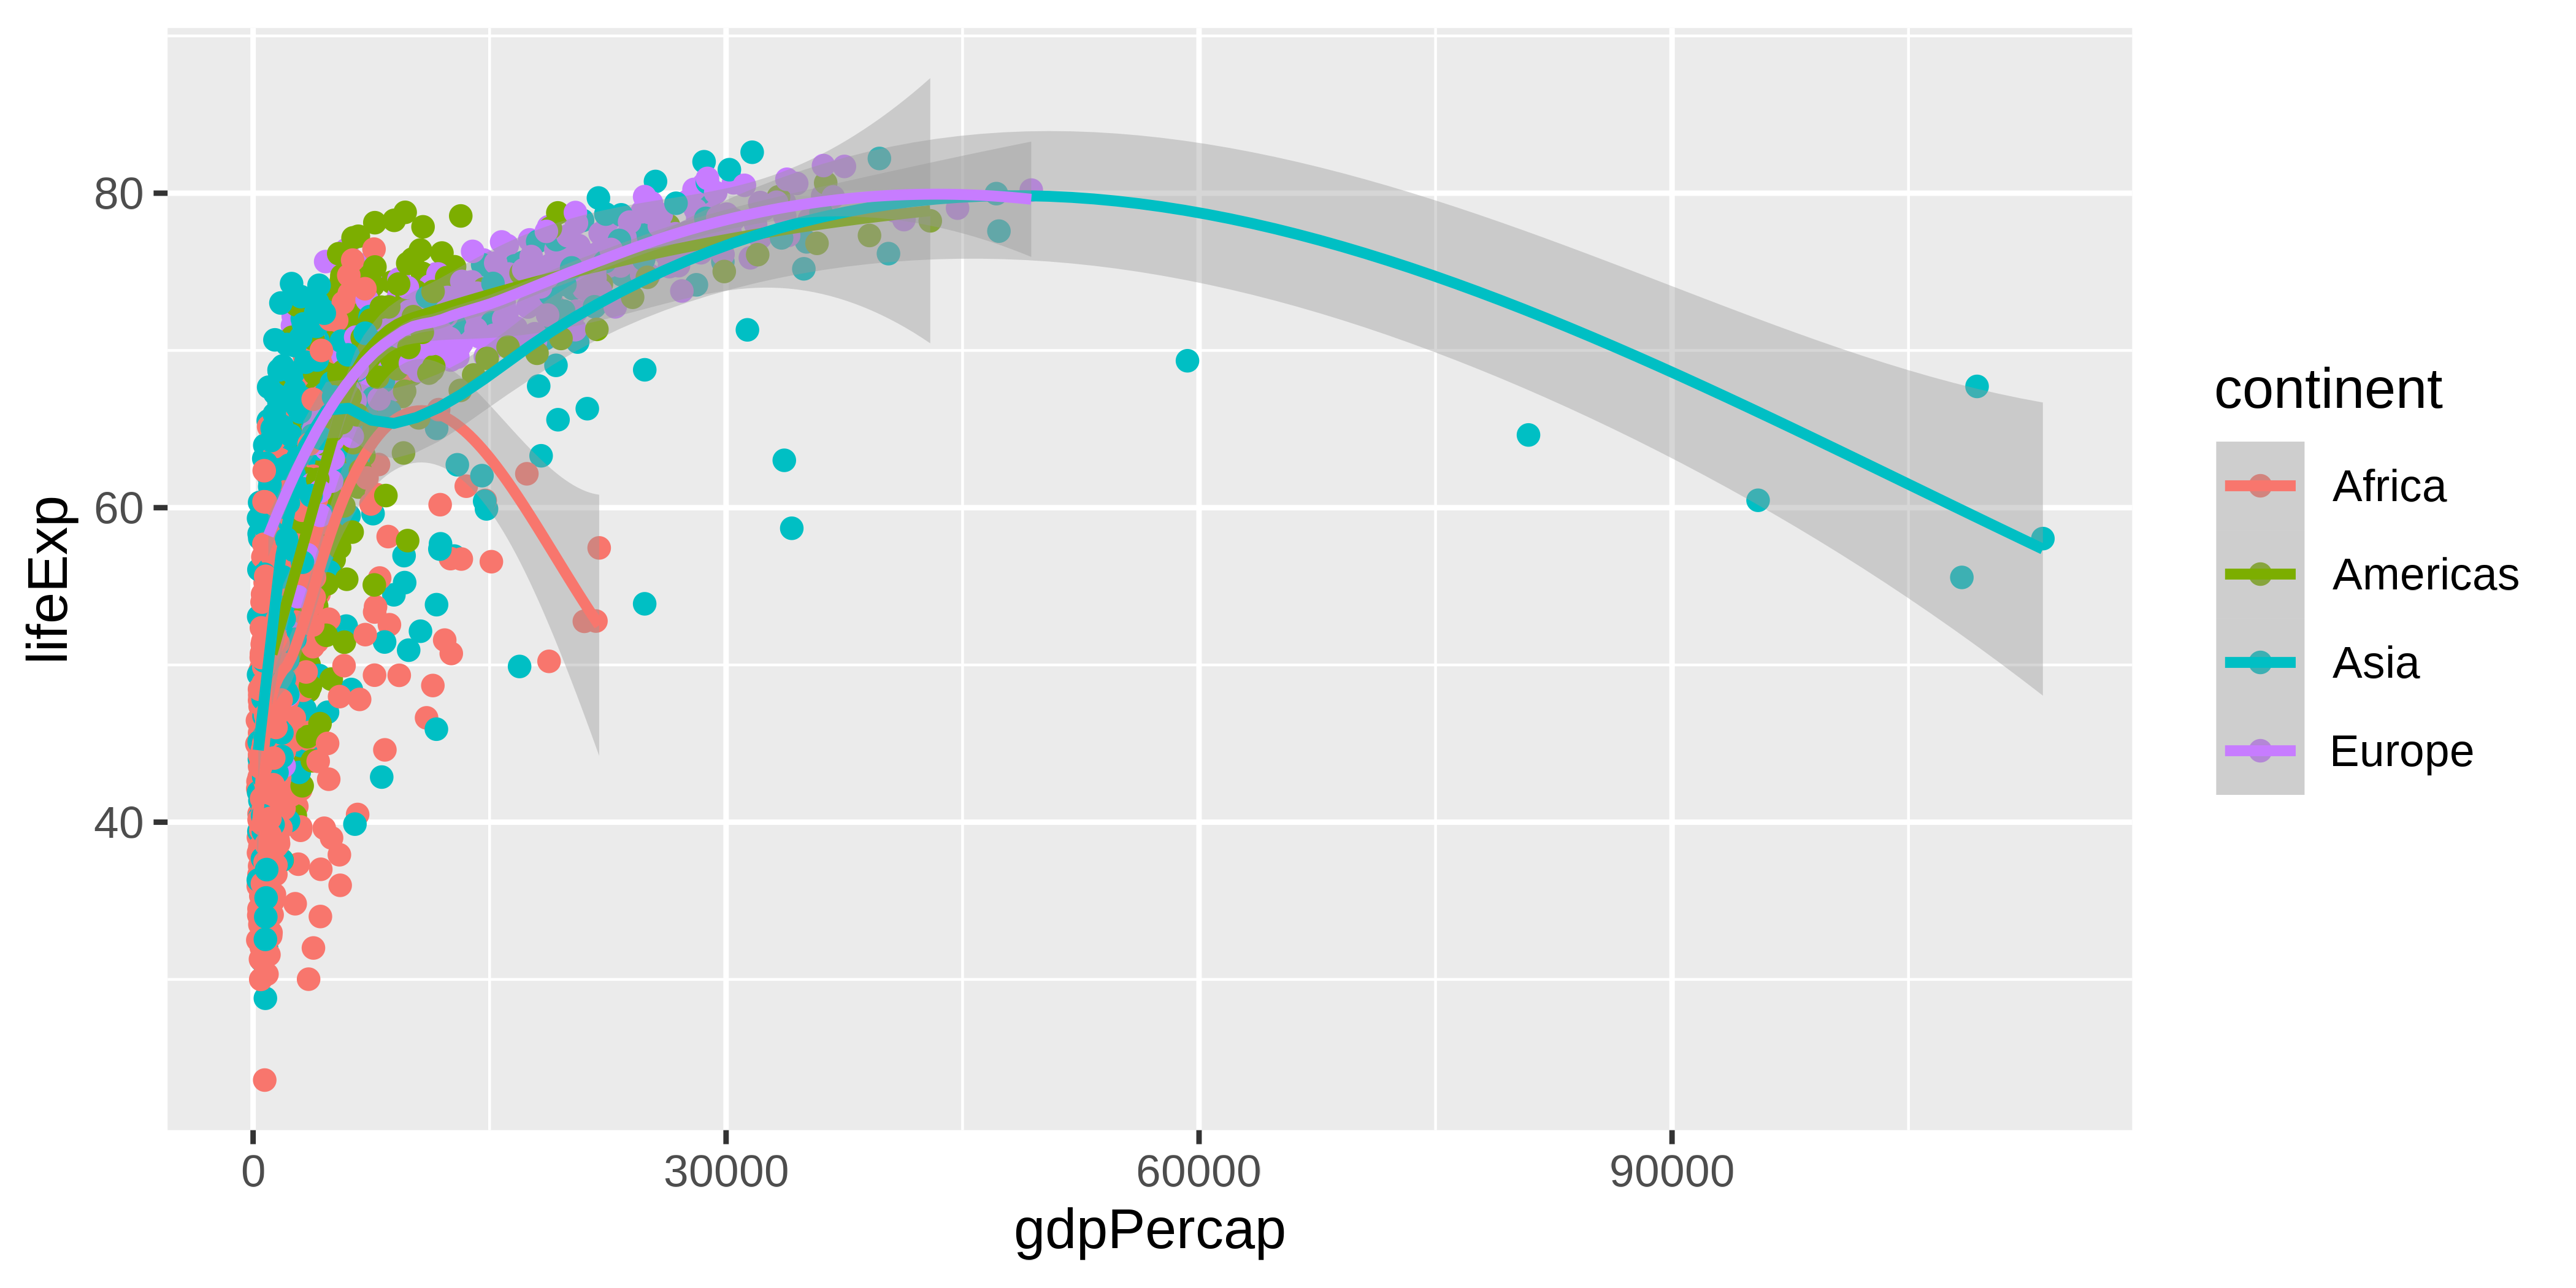 lifeExp
80
60
40
0 30000 60000 90000
gdpPercap
continent
Africa
Americas
Asia
Europe